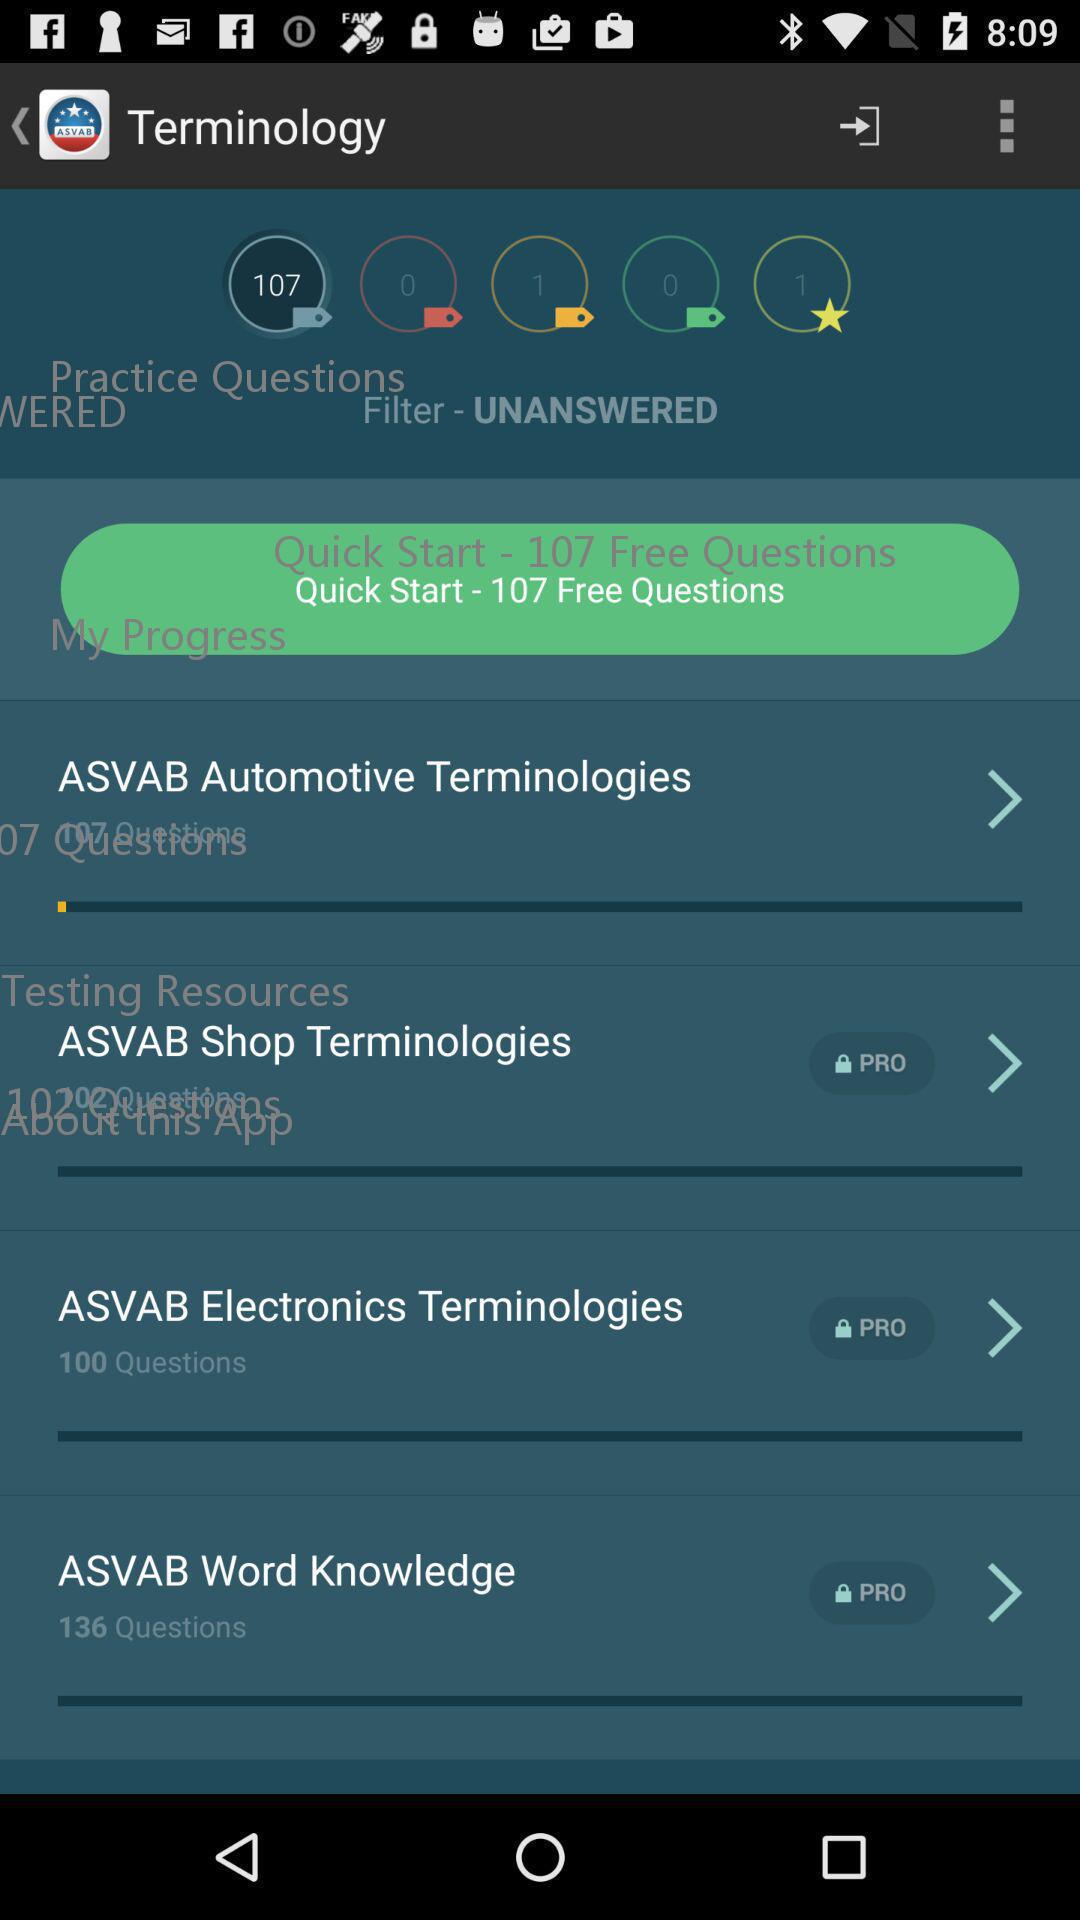 FAKE
8:09
ASVAB
Terminology
107
0
1
0
1
Practice Questions
WERED
Filter - UNANSWERED
Quick Start - 107 Free Questions
Quick Start - 107 Free Questions
My Progress
ASVAB Automotive Terminologies
107 Questions
07 Questions
Testing Resources
ASVAB Shop Terminologies
PRO
102 Questions
102 Questions
About this App
ASVAB Electronics Terminologies
PRO
100 Questions
ASVAB Word Knowledge
PRO
136 Questions